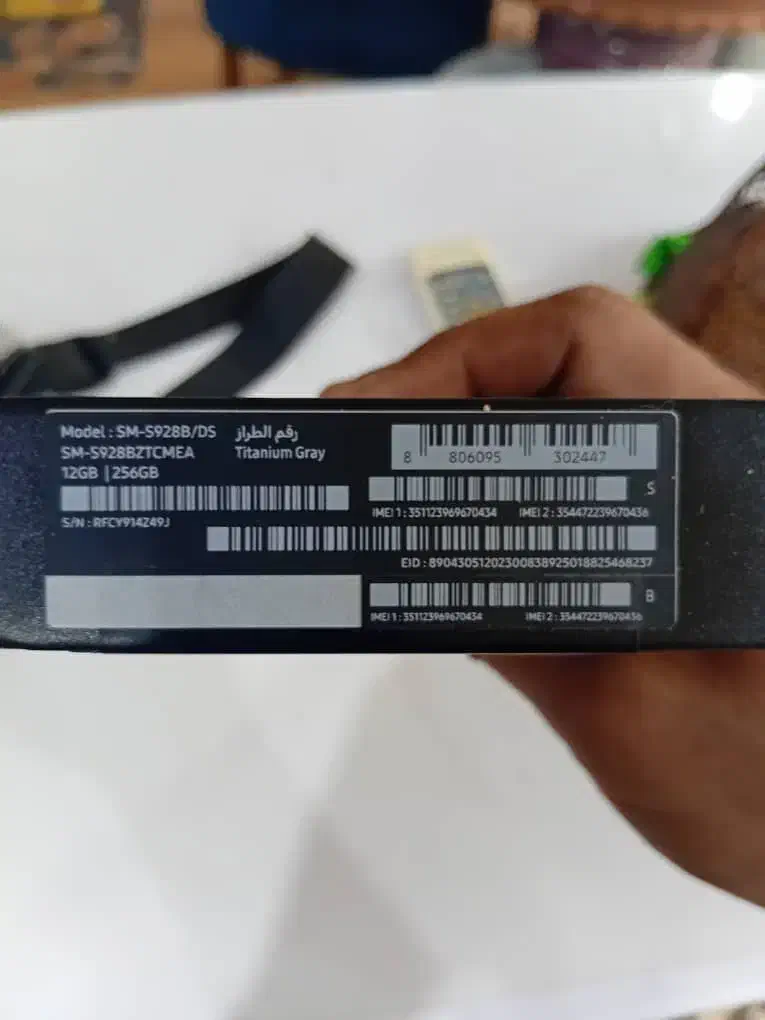 Model : SM-S928B/DS رقم الطراز
SM-S928BZTCMEA Titanium Gray
12GB | 256GB
8 806095 302447
S
S/N : RFCY914Z49J
IMEI 1 : 351123969670434 IMEI 2 : 354472239670436
EID : 89043051202300838925018825468237
B
IMEI 1 : 351123969670434 IMEI 2 : 354472239670436